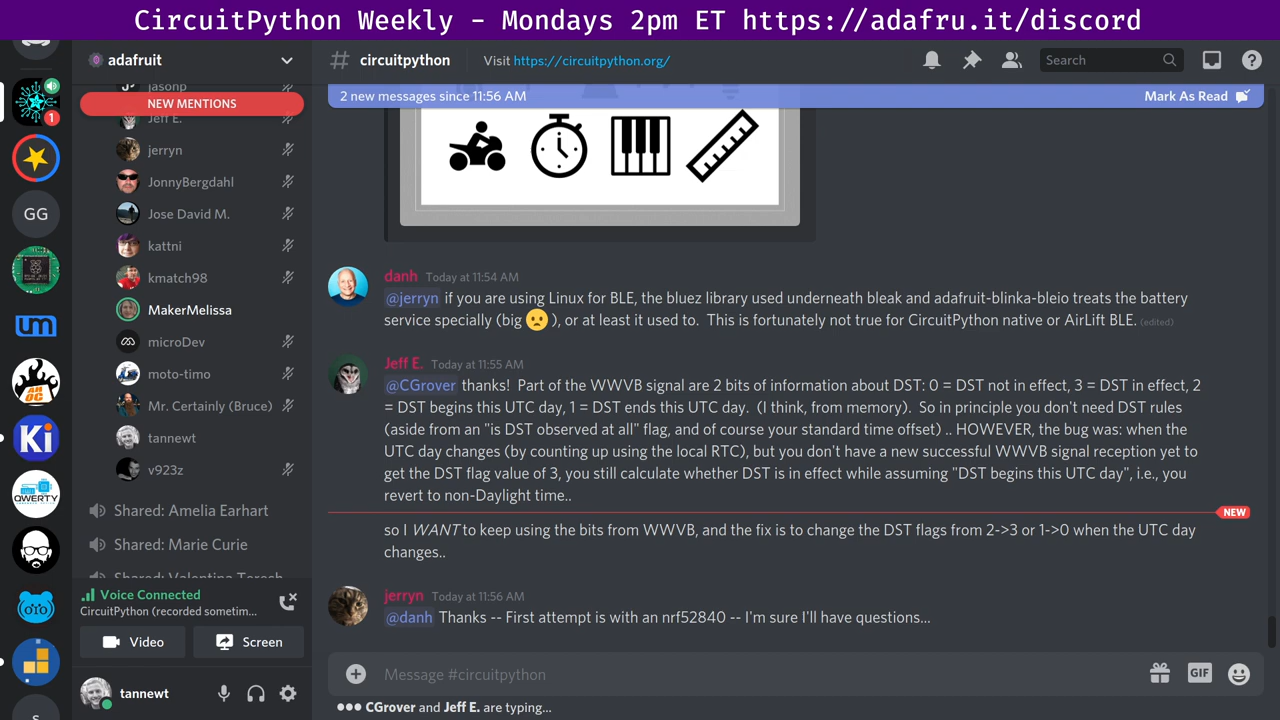 CircuitPython Weekly - Mondays 2pm ET https://adafru.it/discord
adafruit
# circuitpython
Visit https://circuitpython.org/
Search
jasonp
NEW MENTIONS
2 new messages since 11:56 AM
Mark As Read
1
Jeff E.
jerryn
JonnyBergdahl
GG
Jose David M.
kattni
kmatch98
MakerMelissa
um
microDev
moto-timo
Mr. Certainly (Bruce)
Ki
tannewt
v923z
QWERTY
Shared: Amelia Earhart
Shared: Marie Curie
Shared: Valentina Teresh
Voice Connected
CircuitPython (recorded sometim...
Video
Screen
tannewt
S
danh Today at 11:54 AM
@jerryn if you are using Linux for BLE, the bluez library used underneath bleak and adafruit-blinka-bleio treats the battery
service specially (big ), or at least it used to. This is fortunately not true for CircuitPython native or AirLift BLE. (edited)
Jeff E. Today at 11:55 AM
@CGrover thanks! Part of the WWVB signal are 2 bits of information about DST: 0 = DST not in effect, 3 = DST in effect, 2
= DST begins this UTC day, 1 = DST ends this UTC day. (I think, from memory). So in principle you don't need DST rules
(aside from an "is DST observed at all" flag, and of course your standard time offset) .. HOWEVER, the bug was: when the
UTC day changes (by counting up using the local RTC), but you don't have a new successful WWVB signal reception yet to
get the DST flag value of 3, you still calculate whether DST is in effect while assuming "DST begins this UTC day", i.e., you
revert to non-Daylight time..
NEW
so I WANT to keep using the bits from WWVB, and the fix is to change the DST flags from 2->3 or 1->0 when the UTC day
changes..
jerryn Today at 11:56 AM
@danh Thanks -- First attempt is with an nrf52840 -- I'm sure I'll have questions...
Message #circuitpython
GIF
CGrover and Jeff E. are typing...